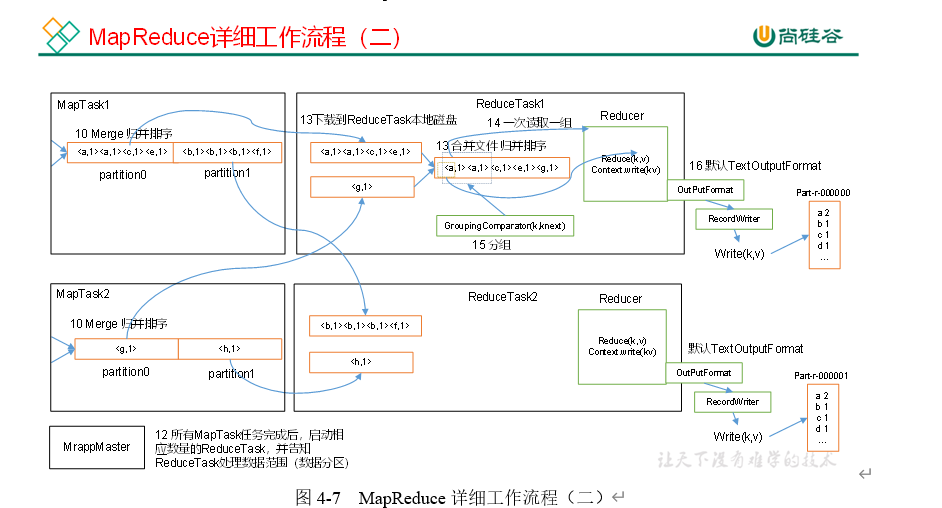 MapReduce详细工作流程（二）
尚硅谷
MapTask1
10 Merge 归并排序
<a,1><a,1><c,1><e,1>
<b,1><b,1><b,1><f,1>
partition0
partition1
ReduceTask1
13下载到ReduceTask本地磁盘
<a,1><a,1><c,1><e,1>
<g,1>
14 一次读取一组
13 合并文件 归并排序
<a,1><a,1><c,1><e,1><g,1>
GroupingComparator(k,knext)
15 分组
Reducer
Reduce(k,v)
Context.write(kv)
16 默认TextOutputFormat
OutPutFormat
RecordWriter
Write(k,v)
Part-r-000000
a 2
b 1
c 1
d 1
...
MapTask2
10 Merge 归并排序
<g,1>
<h,1>
partition0
partition1
ReduceTask2
<b,1><b,1><b,1><f,1>
<h,1>
Reducer
Reduce(k,v)
Context.write(kv)
默认TextOutputFormat
OutPutFormat
RecordWriter
Write(k,v)
Part-r-000001
a 2
b 1
c 1
d 1
...
MrappMaster
12 所有MapTask任务完成后，启动相
应数量的ReduceTask，并告知
ReduceTask处理数据范围（数据分区）
让天下没有难学的技术
图 4-7 MapReduce 详细工作流程（二）